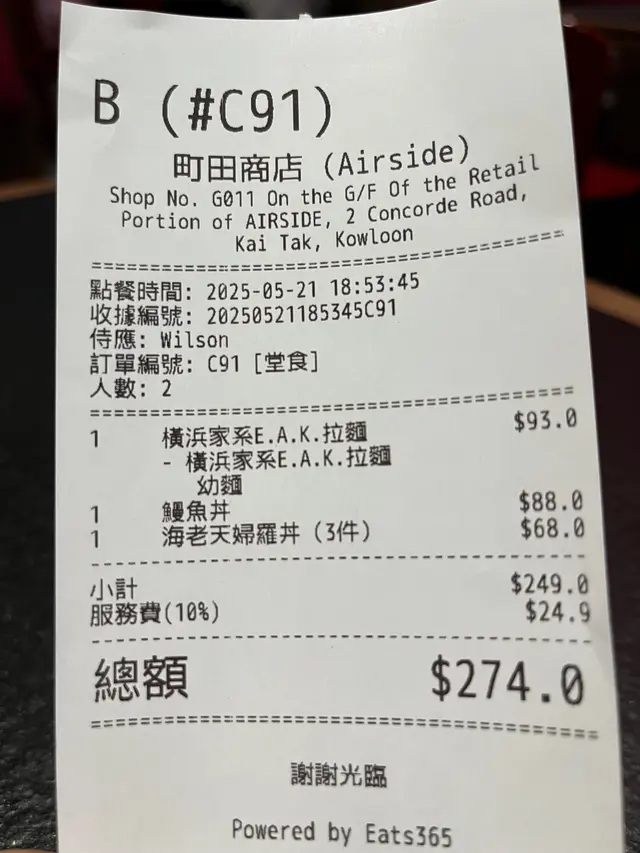 B (#C91)
町田商店 (Airside)
Shop No. G011 On the G/F Of the Retail
Portion of AIRSIDE, 2 Concorde Road,
Kai Tak, Kowloon
點餐時間: 2025-05-21 18:53:45
收據編號: 20250521185345C91
侍應: Wilson
訂單編號: C91 [堂食]
人數: 2
1 橫浜家系E.A.K.拉麵 $93.0
- 橫浜家系E.A.K.拉麵
幼麵
1 鰻魚丼 $88.0
1 海老天婦羅丼 (3件) $68.0
小計 $249.0
服務費(10%) $24.9
總額 $274.0
謝謝光臨
Powered by Eats365